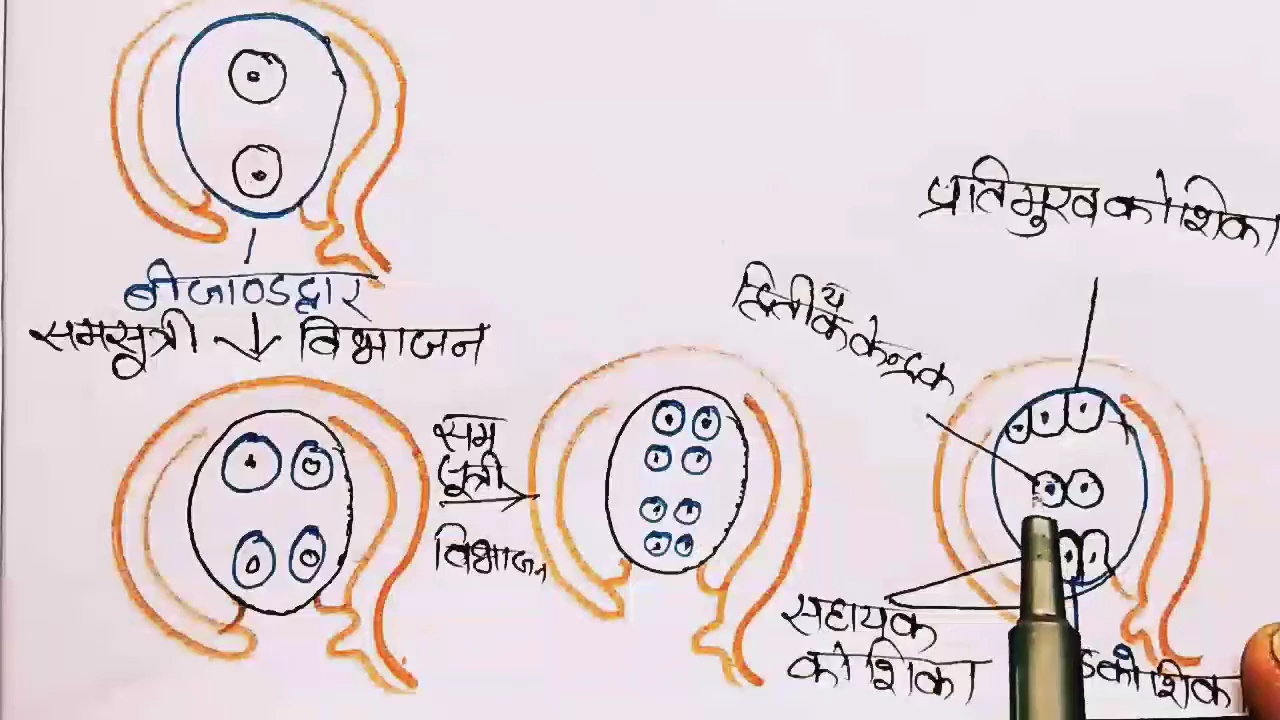 बीजाण्डद्वार
समसूत्री विभाजन
सम
सूत्री
विभाजन
प्रतिमुख कोशिका
द्वितीयक केन्द्रक
सहायक
कोशिका